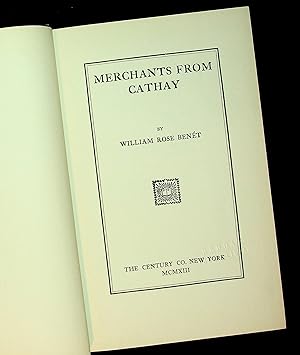 MERCHANTS FROM
CATHAY
BY
WILLIAM ROSE BENÉT
THE CENTURY CO. NEW YORK
MCMXIII